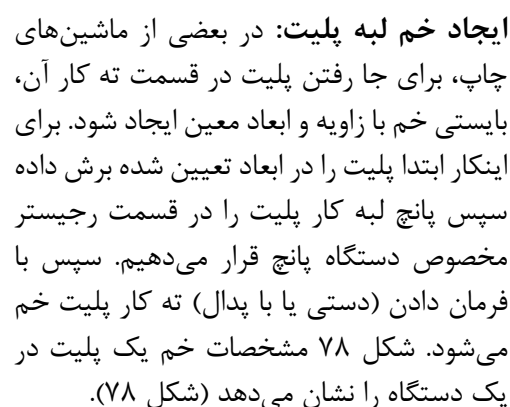 ایجاد خم لبه پلیت: در بعضی از ماشین‌های
چاپ، برای جا رفتن پلیت در قسمت ته کار آن،
بایستی خم با زاویه و ابعاد معین ایجاد شود. برای
اینکار ابتدا پلیت را در ابعاد تعیین شده برش داده
سپس پانچ لبه کار پلیت را در قسمت رجیستر
مخصوص دستگاه پانچ قرار می‌دهیم. سپس با
فرمان دادن (دستی یا با پدال) ته کار پلیت خم
می‌شود. شکل ۷۸ مشخصات خم یک پلیت در
یک دستگاه را نشان می‌دهد (شکل ۷۸).